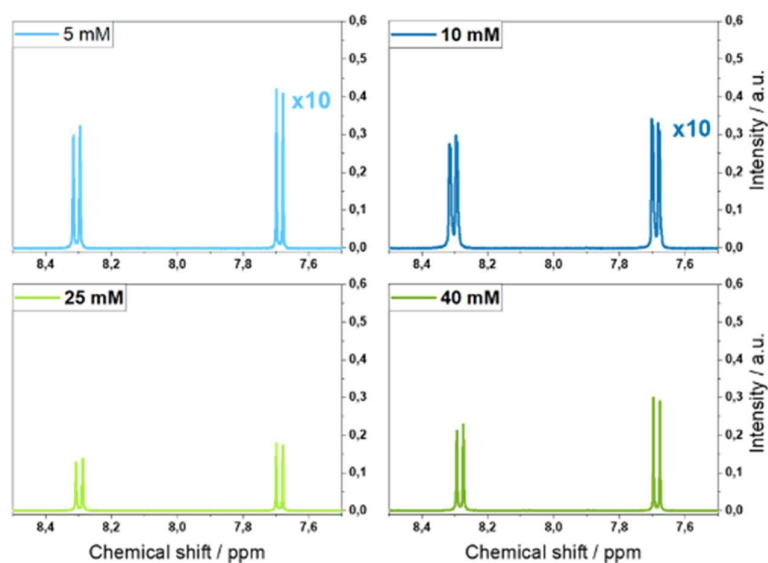 5 mM
x10
0,6
0,5
0,4
0,3
0,2
0,1
0,0
8,4 8,2 8,0 7,8 7,6
10 mM
x10
0,6
0,5
0,4
0,3
0,2
0,1
0,0
Intensity / a.u.
8,4 8,2 8,0 7,8 7,6
25 mM
0,6
0,5
0,4
0,3
0,2
0,1
0,0
8,4 8,2 8,0 7,8 7,6
Chemical shift / ppm
40 mM
0,6
0,5
0,4
0,3
0,2
0,1
0,0
Intensity / a.u.
8,4 8,2 8,0 7,8 7,6
Chemical shift / ppm